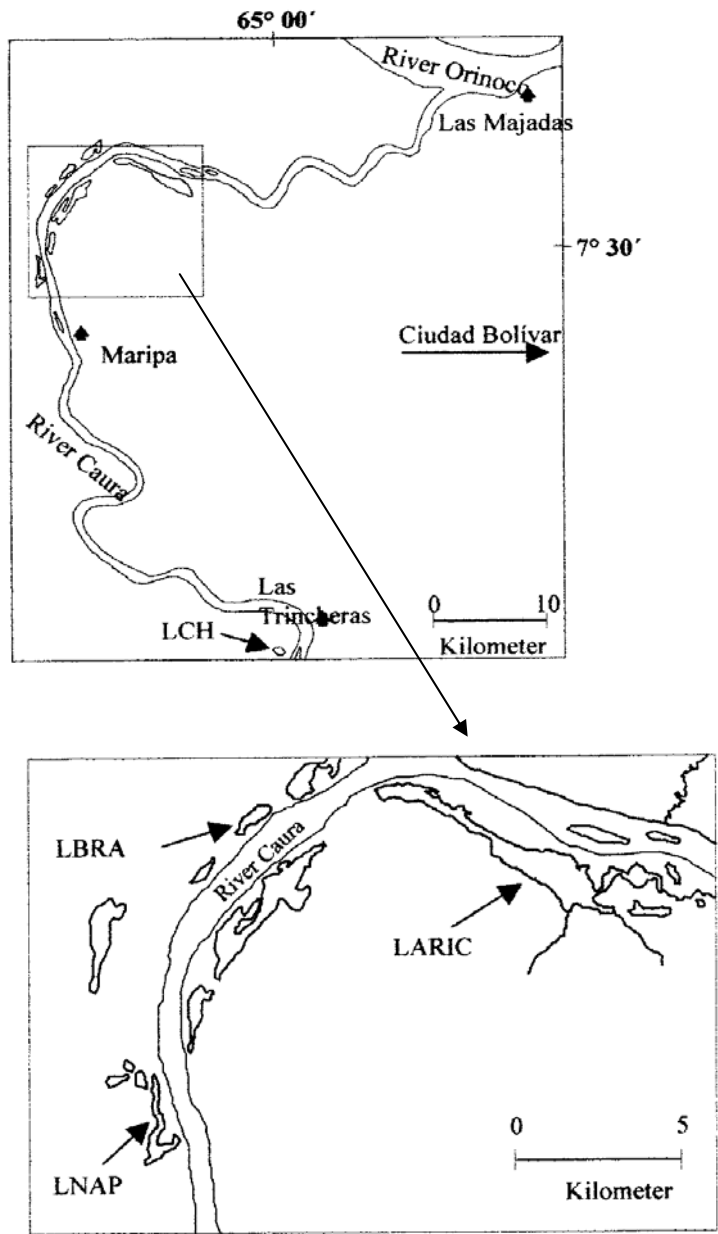 65° 00´
River Orinoco
Las Majadas
7° 30´
Ciudad Bolívar
Maripa
River Caura
Las
Trincheras
LCH
0 10
Kilometer
LBRA
River Caura
LARIC
LNAP
0 5
Kilometer